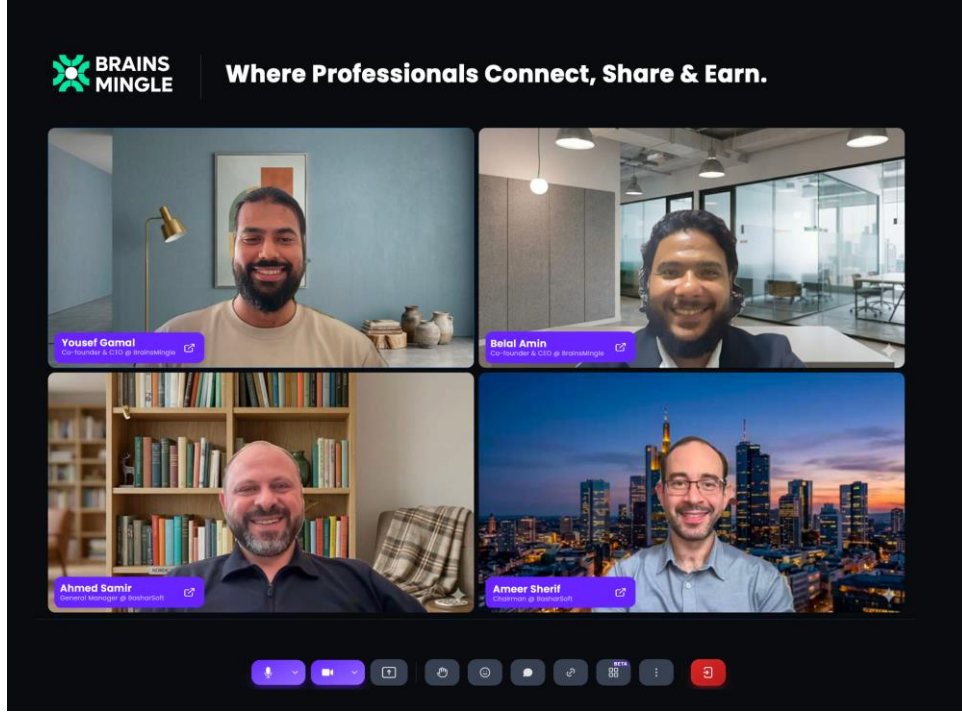 BRAINS
MINGLE
Where Professionals Connect, Share & Earn.
Yousef Gamal
Co-founder & CTO @ BrainsMingle
Belal Amin
Co-founder & CEO @ BrainsMingle
Ahmed Samir
General Manager @ BasharSoft
Ameer Sherif
Chairman @ BasharSoft
BETA